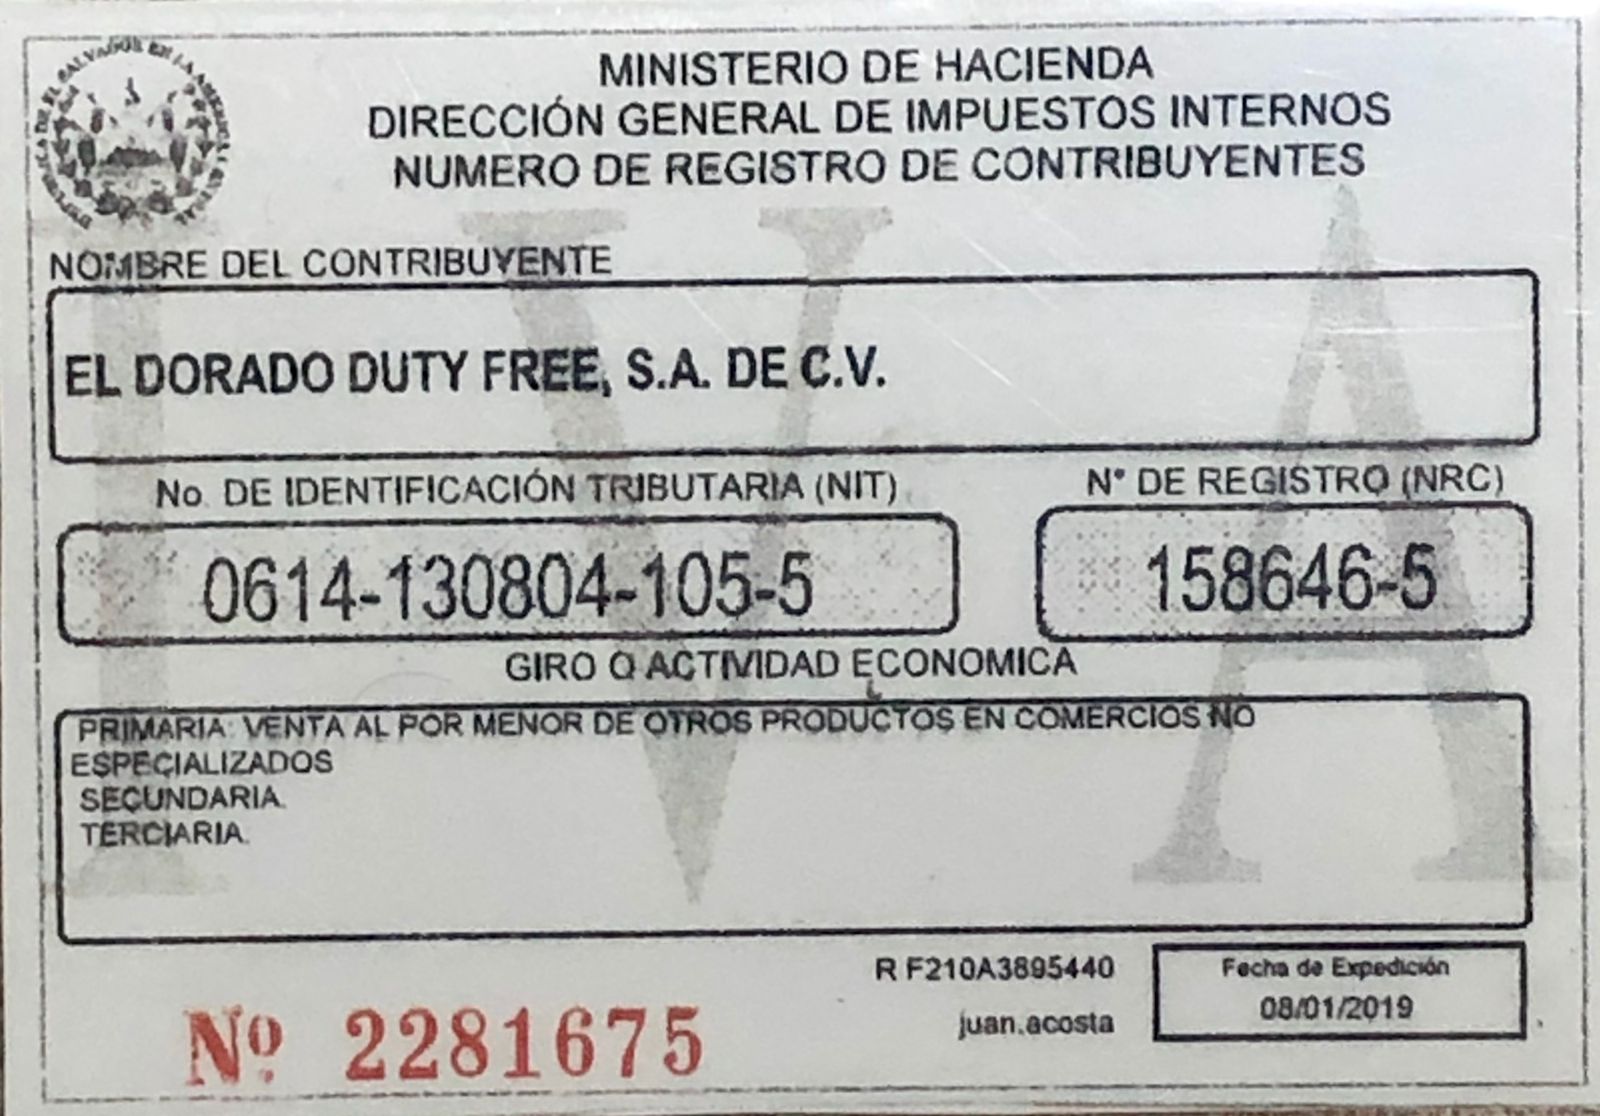 REPUBLICA DE EL SALVADOR EN LA AMERICA CENTRAL
MINISTERIO DE HACIENDA
DIRECCIÓN GENERAL DE IMPUESTOS INTERNOS
NUMERO DE REGISTRO DE CONTRIBUYENTES
IVA
NOMBRE DEL CONTRIBUYENTE
EL DORADO DUTY FREE, S.A. DE C.V.
No. DE IDENTIFICACIÓN TRIBUTARIA (NIT)
N° DE REGISTRO (NRC)
0614-130804-105-5
158646-5
GIRO O ACTIVIDAD ECONOMICA
PRIMARIA: VENTA AL POR MENOR DE OTROS PRODUCTOS EN COMERCIOS NO
ESPECIALIZADOS
SECUNDARIA.
TERCIARIA.
R F210A3895440
juan.acosta
Fecha de Expedición
08/01/2019
Nº 2281675